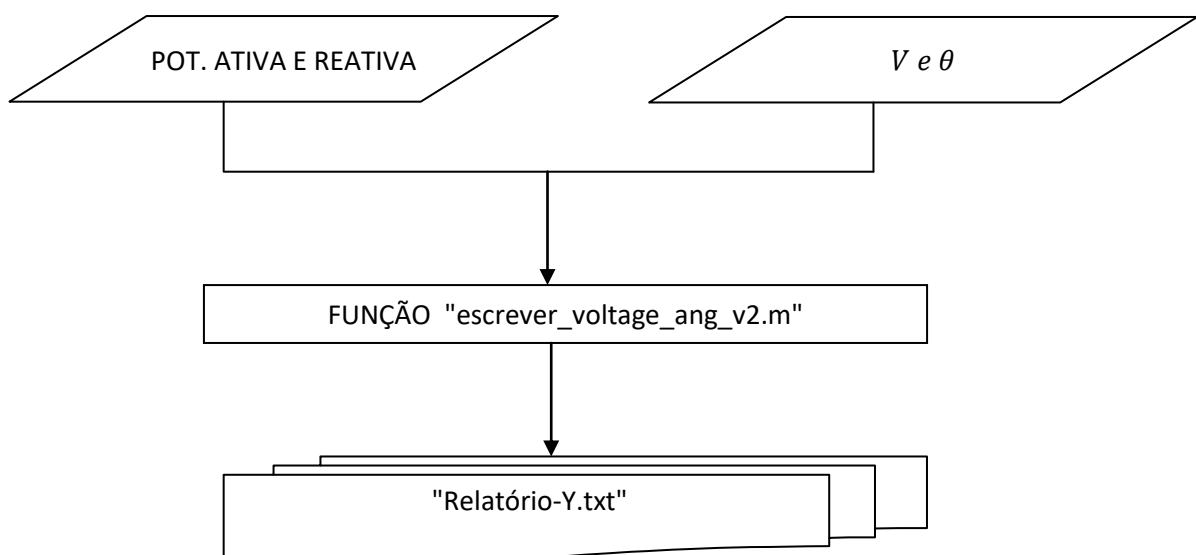 POT. ATIVA E REATIVA
V e θ
FUNÇÃO "escrever_voltage_ang_v2.m"
"Relatório-Y.txt"